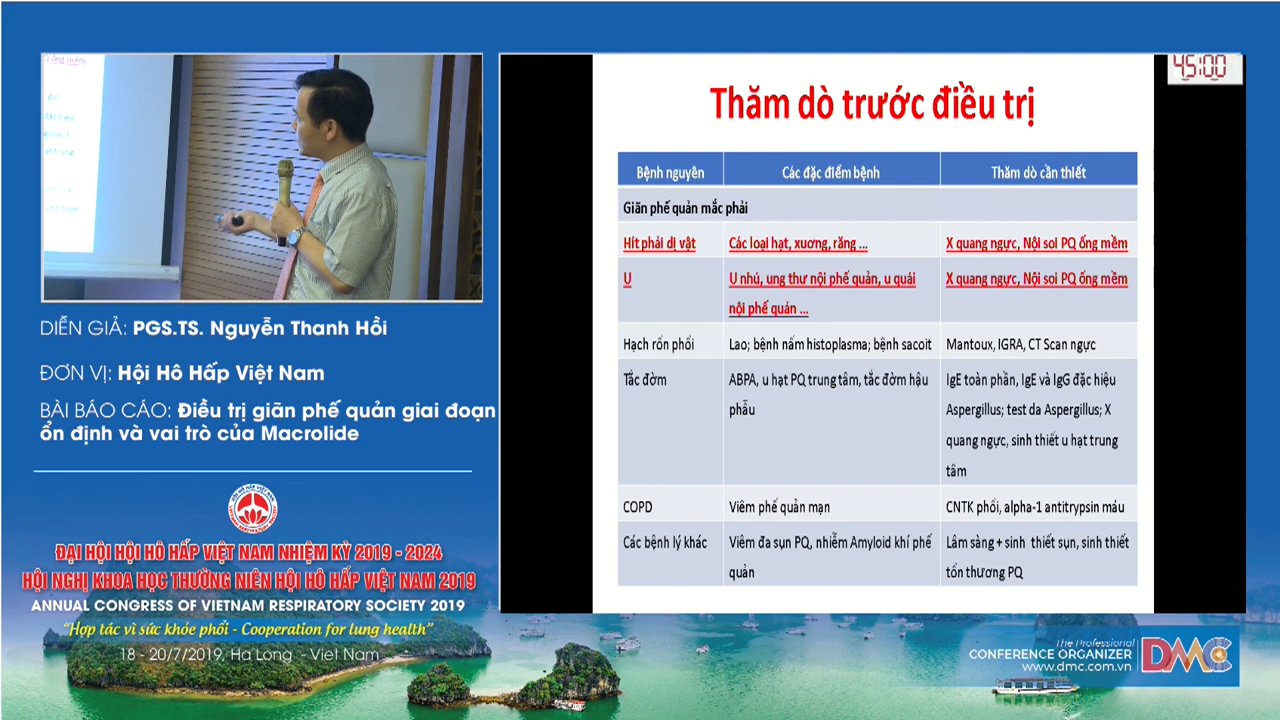 45:00
Thăm dò trước điều trị
Bệnh nguyên
Các đặc điểm bệnh
Thăm dò cần thiết
Giãn phế quản mắc phải
Hít phải dị vật
Các loại hạt, xương, răng ...
X quang ngực, Nội soi PQ ống mềm
U
U nhú, ung thư nội phế quản, u quái
nội phế quản ...
X quang ngực, Nội soi PQ ống mềm
Hạch rốn phổi
Lao; bệnh nấm histoplasma; bệnh sacoit
Mantoux, IGRA, CT Scan ngực
Tắc đờm
ABPA, u hạt PQ trung tâm, tắc đờm hậu
phẫu
IgE toàn phần, IgE và IgG đặc hiệu
Aspergillus; test da Aspergillus; X
quang ngực, sinh thiết u hạt trung
tâm
COPD
Viêm phế quản mạn
CNTK phổi, alpha-1 antitrypsin máu
Các bệnh lý khác
Viêm đa sụn PQ, nhiễm Amyloid khí phế
quản
Lâm sàng + sinh thiết sụn, sinh thiết
tổn thương PQ
DIỄN GIẢ: PGS.TS. Nguyễn Thanh Hồi
ĐƠN VỊ: Hội Hô Hấp Việt Nam
BÀI BÁO CÁO: Điều trị giãn phế quản giai đoạn
ổn định và vai trò của Macrolide
ĐẠI HỘI HỘI HÔ HẤP VIỆT NAM NHIỆM KỲ 2019 - 2024
HỘI NGHỊ KHOA HỌC THƯỜNG NIÊN HỘI HÔ HẤP VIỆT NAM 2019
ANNUAL CONGRESS OF VIETNAM RESPIRATORY SOCIETY 2019
"Hợp tác vì sức khỏe phổi - Cooperation for lung health"
18 - 20/7/2019, Ha Long - Viet Nam
The Professional
CONFERENCE ORGANIZER
www.dmc.com.vn
DMC